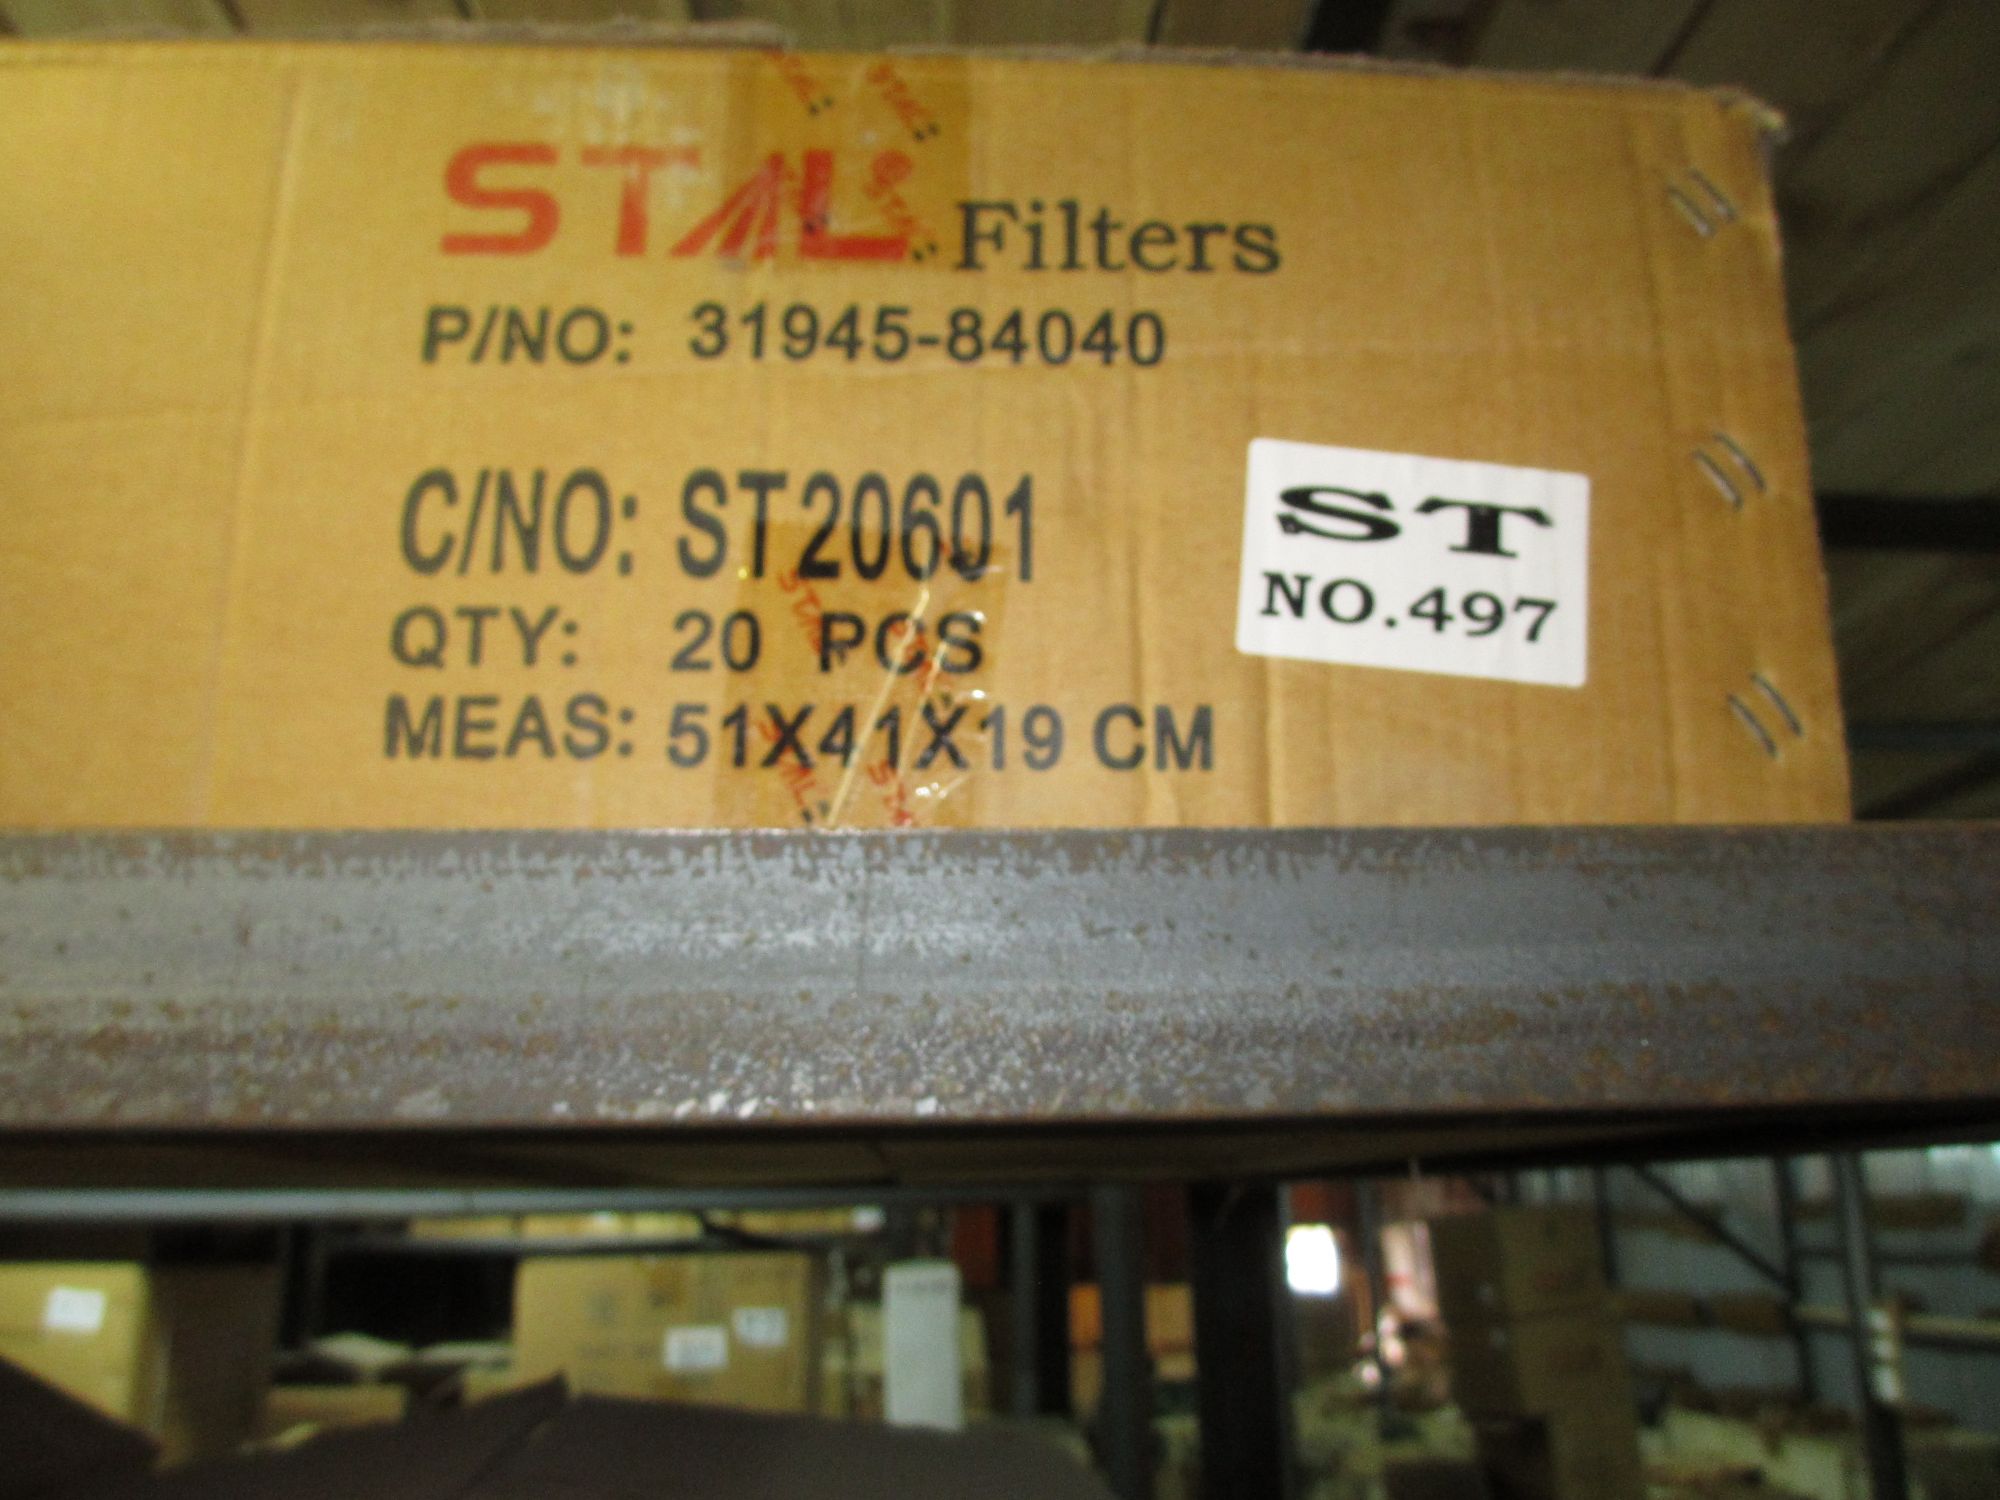 STAL Filters
P/NO: 31945-84040
C/NO: ST20601
QTY: 20 PCS
MEAS: 51X41X19 CM
ST
NO.497